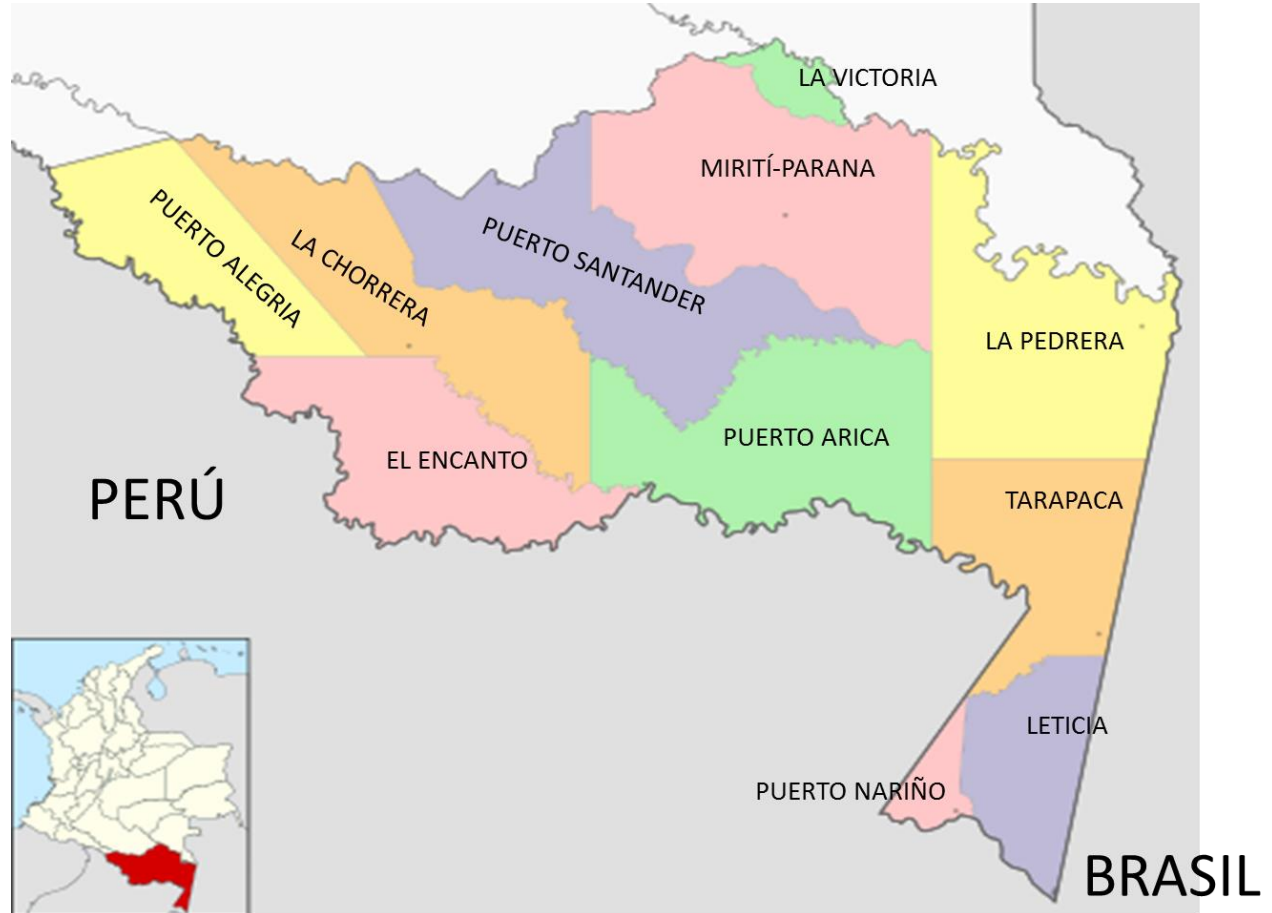 LA VICTORIA
MIRITÍ-PARANA
PUERTO ALEGRIA
LA CHORRERA
PUERTO SANTANDER
LA PEDRERA
PUERTO ARICA
EL ENCANTO
PERÚ
TARAPACA
LETICIA
PUERTO NARIÑO
BRASIL